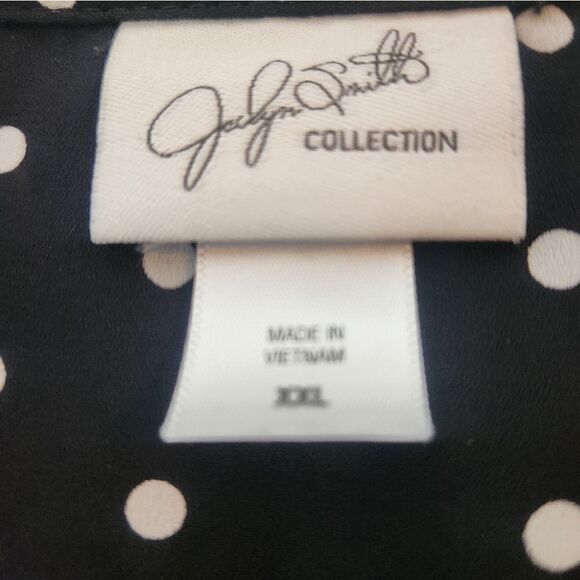 Jaclyn Smith
COLLECTION
MADE IN
VIETNAM
XXL